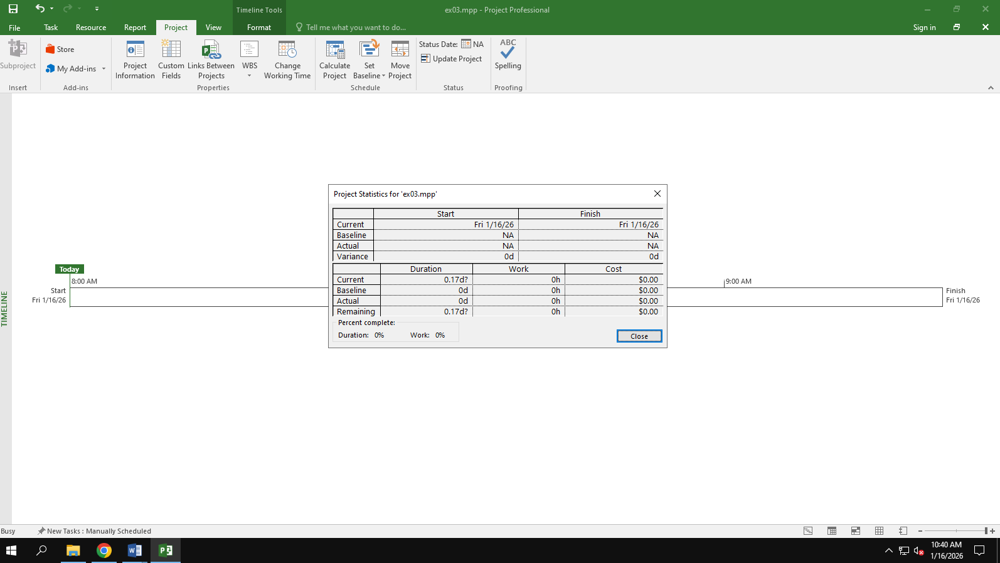 Timeline Tools
ex03.mpp - Project Professional
File
Task
Resource
Report
Project
View
Format
Tell me what you want to do...
Sign in
Subproject
Store
My Add-ins
Project Information
Custom Fields
Links Between Projects
WBS
Change Working Time
Calculate Project
Set Baseline
Move Project
Status Date: NA
Update Project
ABC
Spelling
Insert
Add-ins
Properties
Schedule
Status
Proofing
Project Statistics for 'ex03.mpp'
Start Finish
Current Fri 1/16/26 Fri 1/16/26
Baseline NA NA
Actual NA NA
Variance 0d 0d
Duration Work Cost
Current 0.17d? 0h $0.00
Baseline 0d 0h $0.00
Actual 0d 0h $0.00
Remaining 0.17d? 0h $0.00
Percent complete:
Duration: 0% Work: 0%
Close
Today
8:00 AM
9:00 AM
Start
Fri 1/16/26
Finish
Fri 1/16/26
TIMELINE
Busy
New Tasks : Manually Scheduled
10:40 AM
1/16/2026